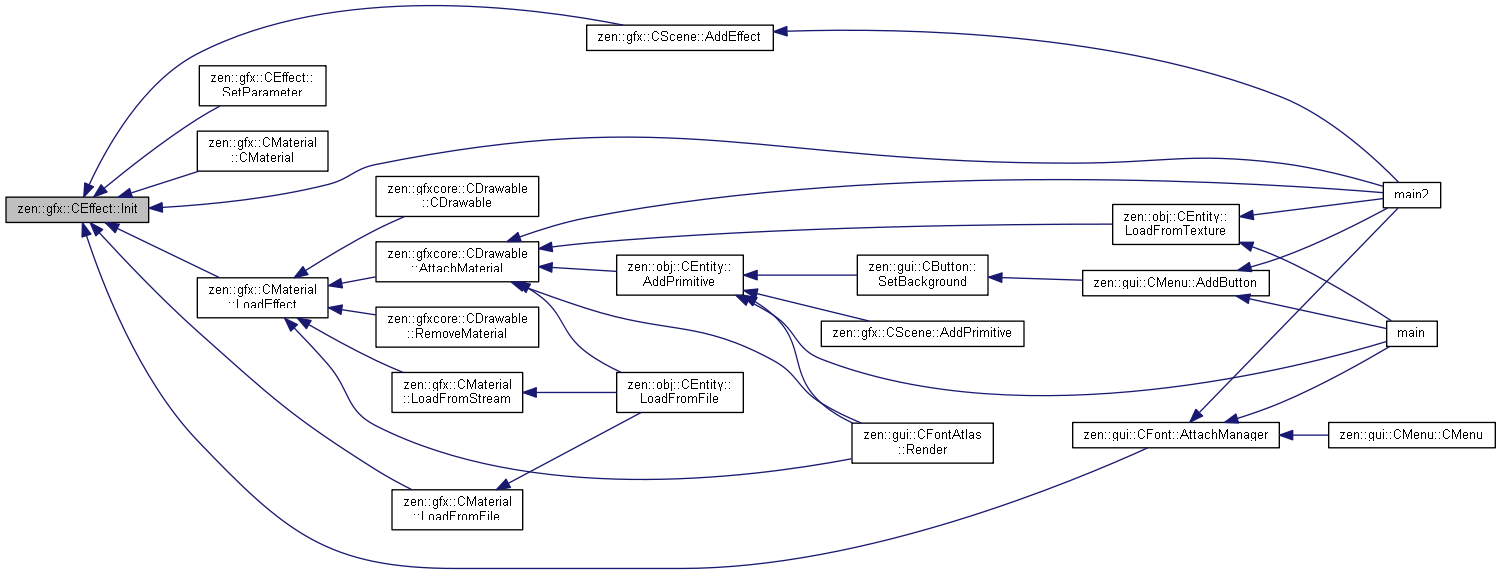 zen::gfx::CScene::AddEffect
zen::gfx::CEffect::
SetParameter
zen::gfx::CMaterial
::CMaterial
zen::gfxcore::CDrawable
::CDrawable
main2
zen::gfx::CEffect::Init
zen::obj::CEntity::
LoadFromTexture
zen::gfxcore::CDrawable
::AttachMaterial
zen::obj::CEntity::
AddPrimitive
zen::gui::CButton::
SetBackground
zen::gui::CMenu::AddButton
zen::gfx::CMaterial
::LoadEffect
zen::gfxcore::CDrawable
::RemoveMaterial
zen::gfx::CScene::AddPrimitive
main
zen::gfx::CMaterial
::LoadFromStream
zen::obj::CEntity::
LoadFromFile
zen::gui::CFontAtlas
::Render
zen::gui::CFont::AttachManager
zen::gui::CMenu::CMenu
zen::gfx::CMaterial
::LoadFromFile